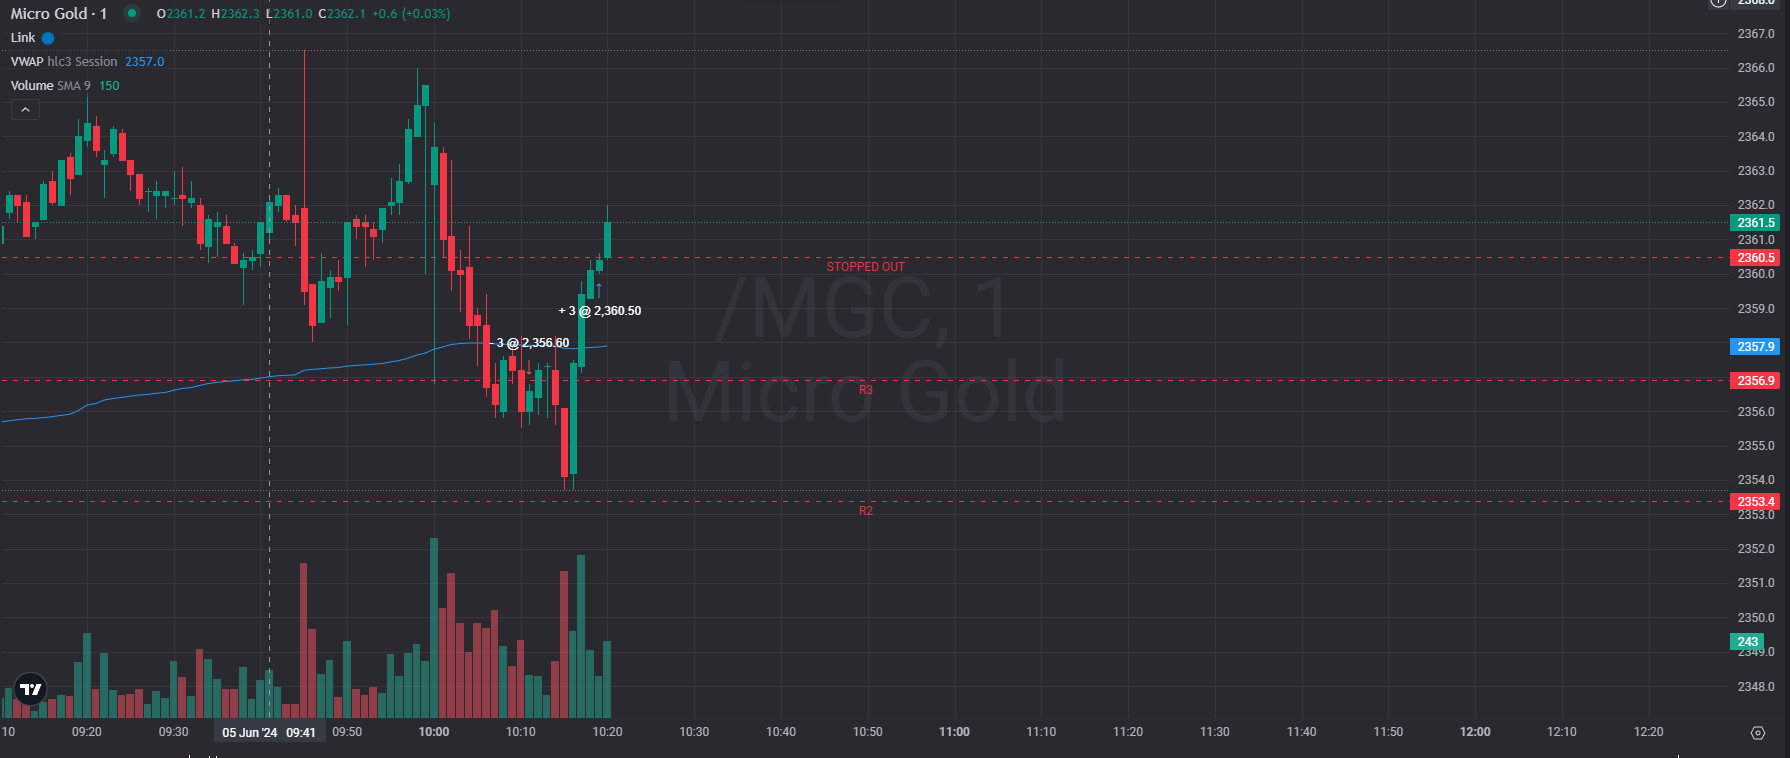 Micro Gold · 1 O2361.2 H2362.3 L2361.0 C2362.1 +0.6 (+0.03%)
Link
VWAP hlc3 Session 2357.0
Volume SMA 9 150
2368.0
2367.0
2366.0
2365.0
2364.0
2363.0
2362.0
2361.5
2361.0
2360.5
STOPPED OUT
2360.0
+ 3 @ 2,360.50
2359.0
- 3 @ 2,356.60
2357.9
2356.9
R3
2356.0
2355.0
2354.0
2353.4
R2
2353.0
2352.0
2351.0
2350.0
243
2349.0
2348.0
/MGC, 1
Micro Gold
10 09:20 09:30 05 Jun '24 09:41 09:50 10:00 10:10 10:20 10:30 10:40 10:50 11:00 11:10 11:20 11:30 11:40 11:50 12:00 12:10 12:20